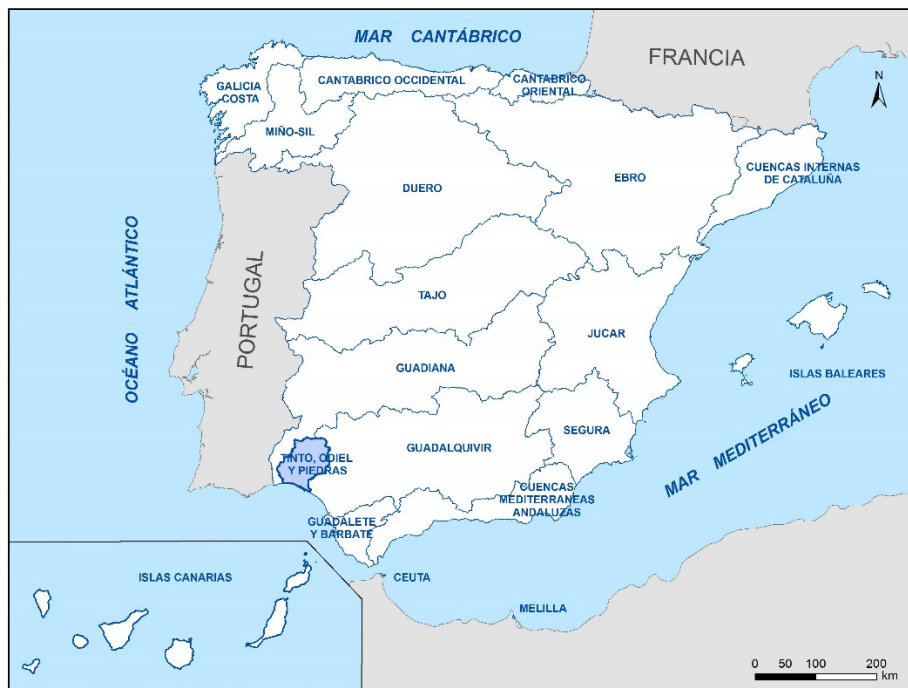 MAR CANTÁBRICO
FRANCIA
N
GALICIA
COSTA
CANTABRICO OCCIDENTAL
CANTABRICO
ORIENTAL
MIÑO-SIL
DUERO
EBRO
CUENCAS INTERNAS
DE CATALUÑA
OCÉANO ATLÁNTICO
PORTUGAL
TAJO
JUCAR
GUADIANA
ISLAS BALEARES
MAR MEDITERRÁNEO
SEGURA
GUADALQUIVIR
TINTO, ODIEL
Y PIEDRAS
CUENCAS
MEDITERRANEAS
ANDALUZAS
GUADALETE
Y BARBATE
ISLAS CANARIAS
CEUTA
MELILLA
0 50 100 200
km